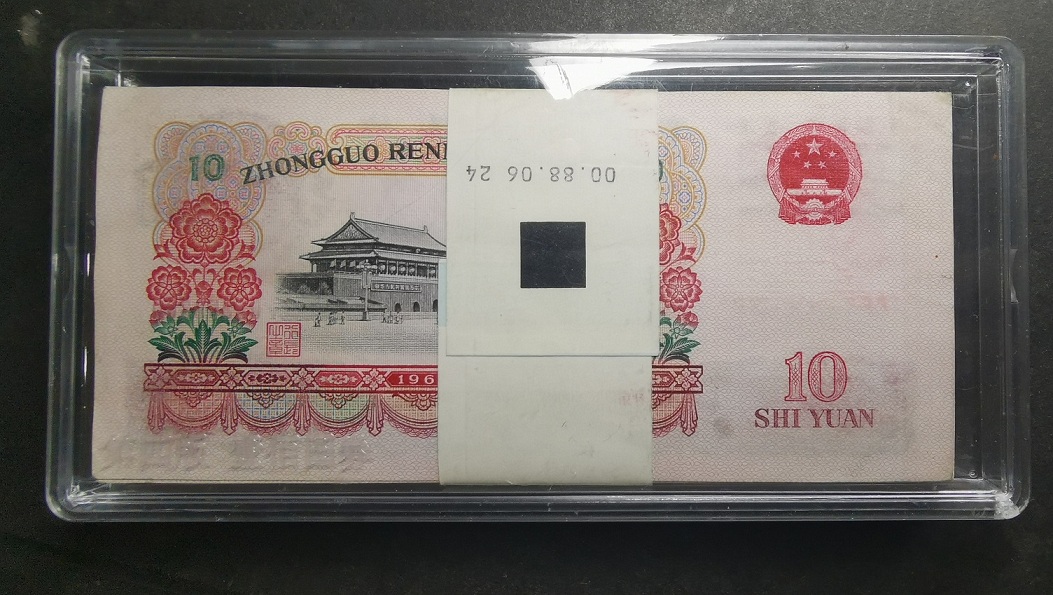 10 ZHONGGUO REN
00.88.06 24
196
10
SHI YUAN